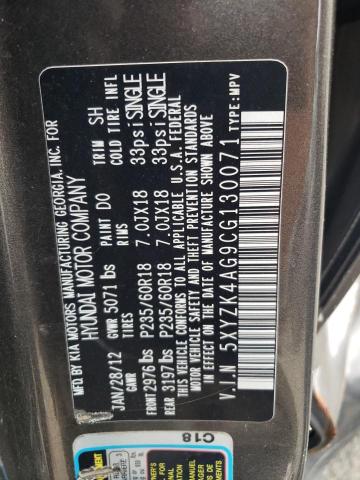 MFD BY KIA MOTORS MANUFACTURING GEORGIA, INC. FOR
HYUNDAI MOTOR COMPANY
JAN/28/12 GVWR 5071 lbs PAINT DO TRIM SH
GAWR TIRES RIMS COLD TIRE INFL
FRONT 2976 lbs P235/60R18 7.0JX18 33psi SINGLE
REAR 3197 lbs P235/60R18 7.0JX18 33psi SINGLE
THIS VEHICLE CONFORMS TO ALL APPLICABLE U.S.A. FEDERAL
MOTOR VEHICLE SAFETY, BUMPER, AND THEFT PREVENTION
STANDARDS IN EFFECT ON THE DATE OF MANUFACTURE SHOWN ABOVE
V.I.N 5XYZK4AG9CG130071 TYPE:MPV
C18